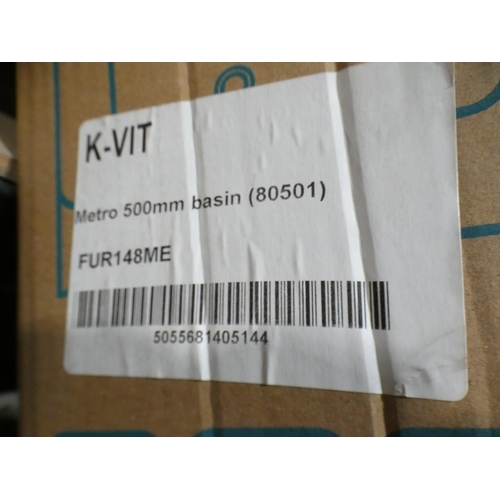 K-VIT
Metro 500mm basin (80501)
FUR148ME
5055681405144